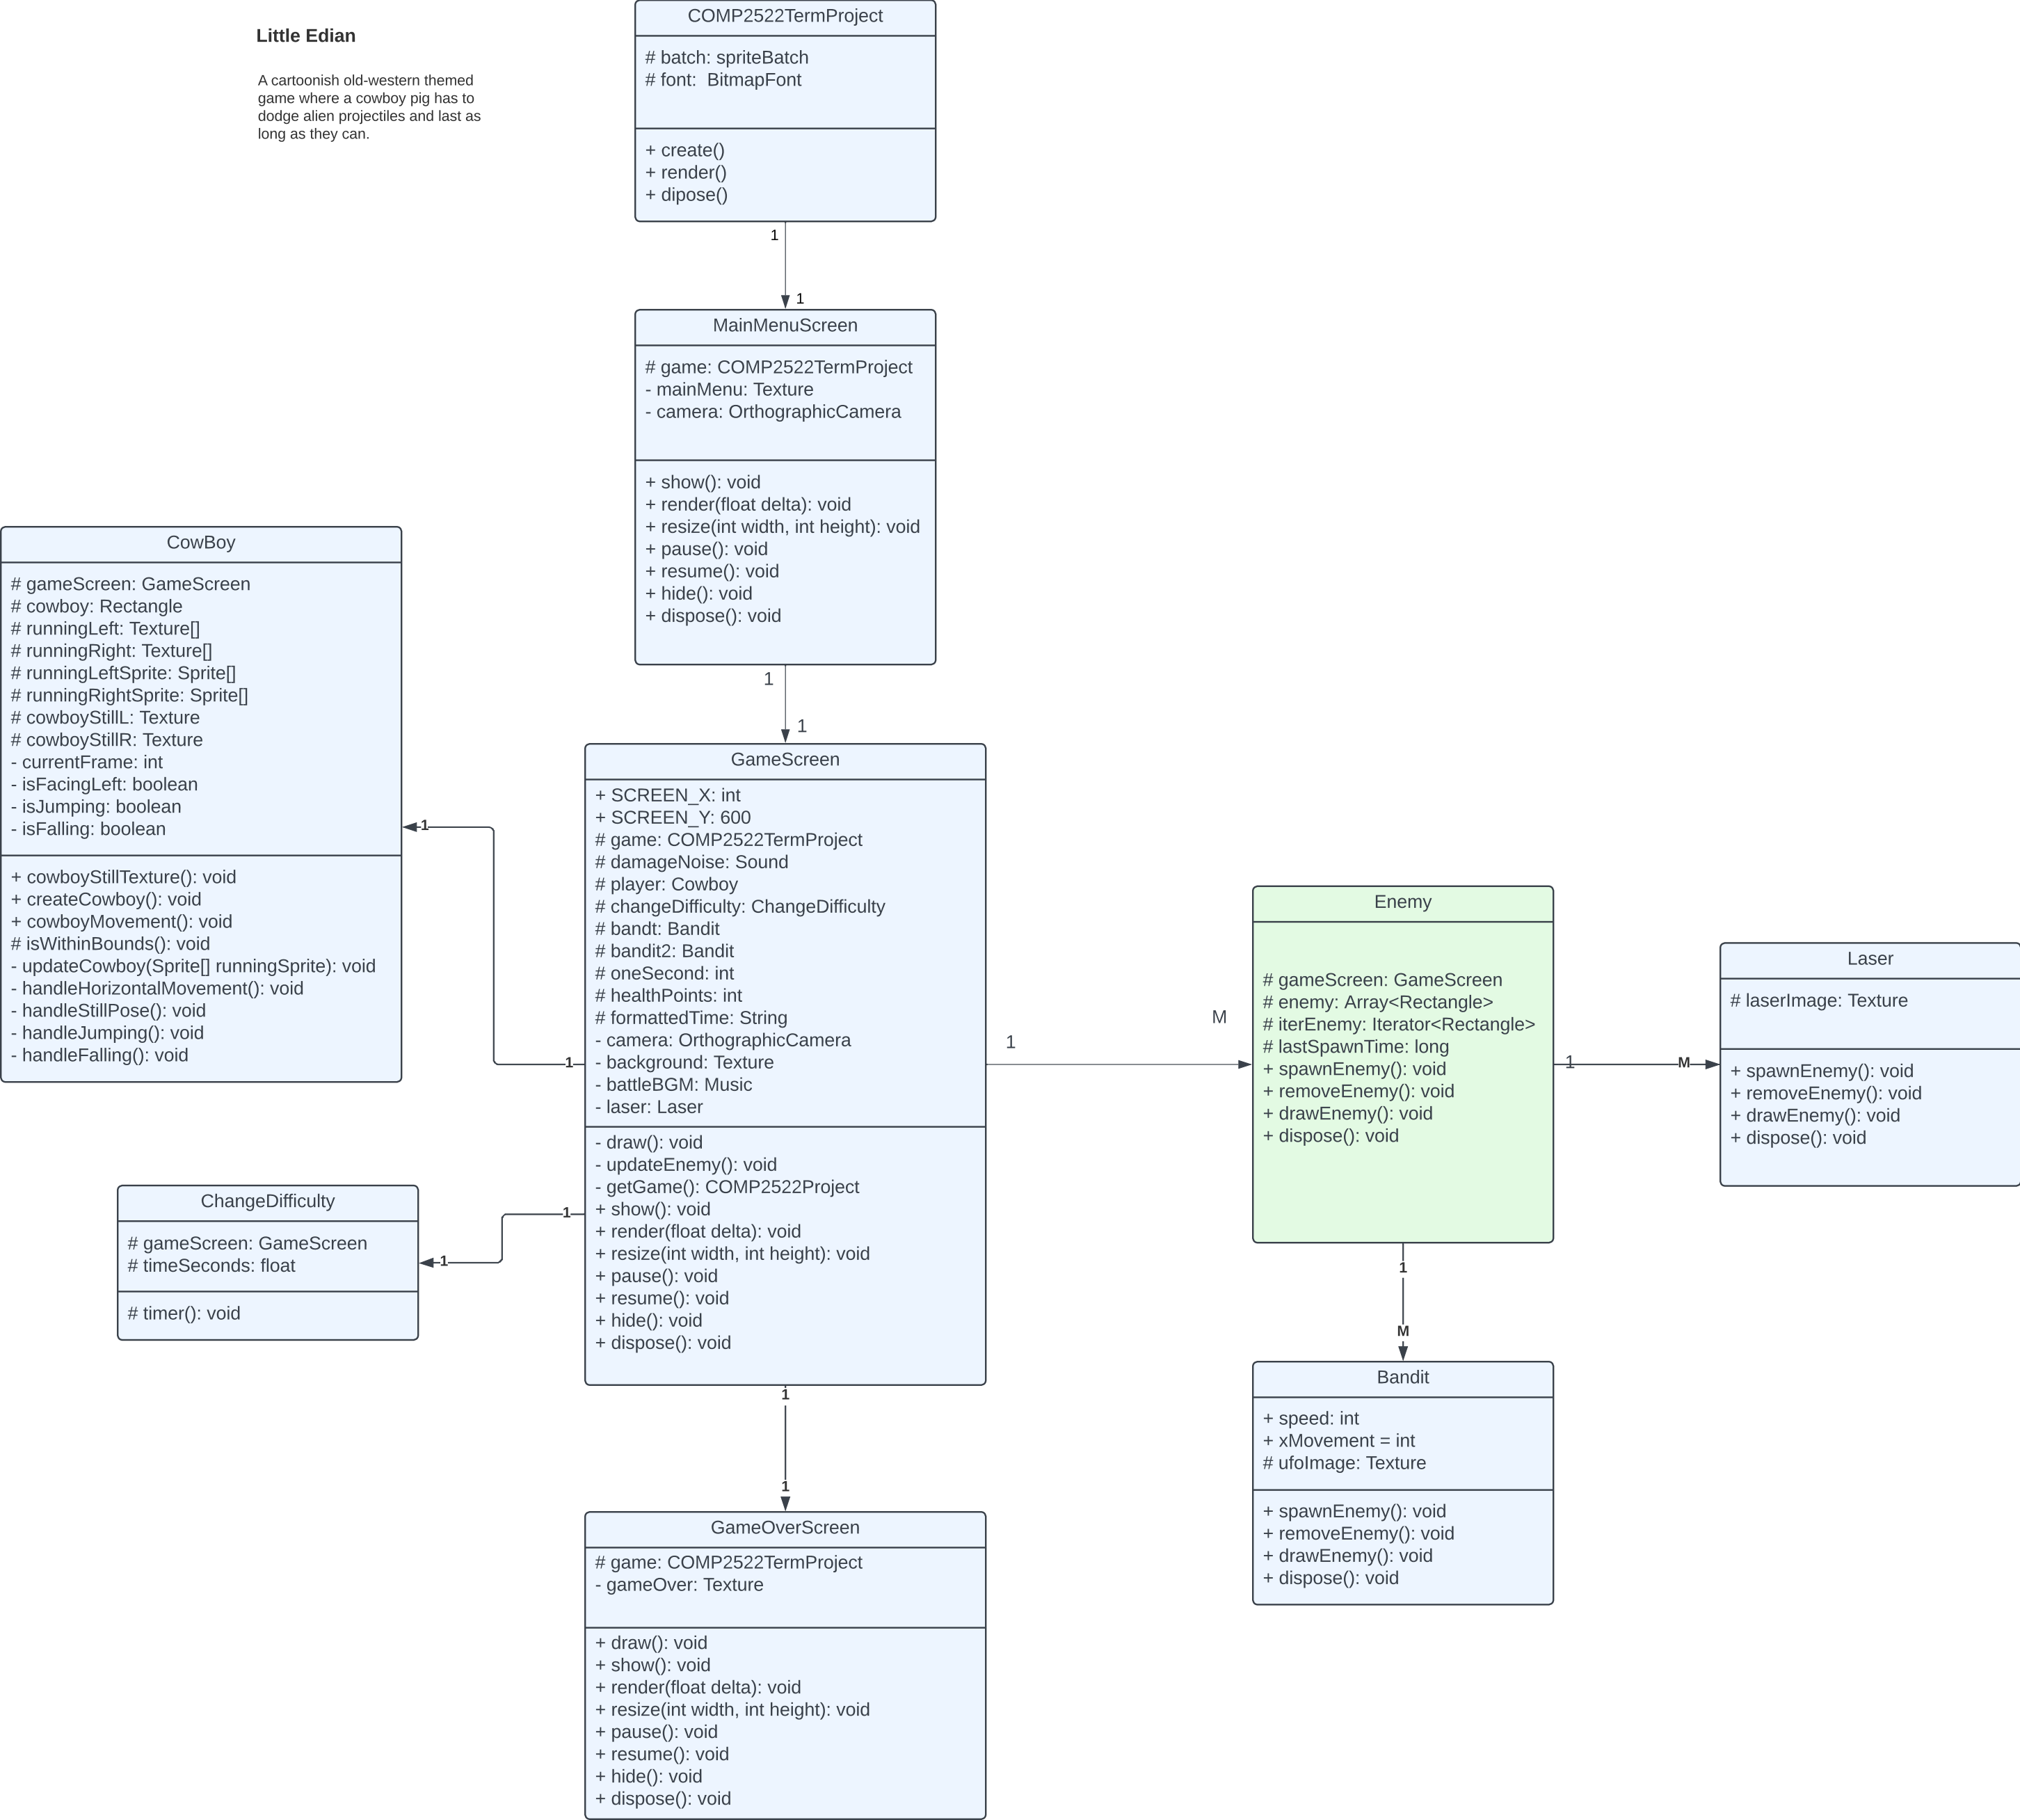 Little Edian
A cartoonish old-western themed
game where a cowboy pig has to
dodge alien projectiles and last as
long as they can.
COMP2522TermProject
# batch: spriteBatch
# font:  BitmapFont
+ create()
+ render()
+ dipose()
1
1
MainMenuScreen
# game: COMP2522TermProject
- mainMenu: Texture
- camera: OrthographicCamera
+ show(): void
+ render(float delta): void
+ resize(int width, int height): void
+ pause(): void
+ resume(): void
+ hide(): void
+ dispose(): void
1
1
CowBoy
# gameScreen: GameScreen
# cowboy: Rectangle
# runningLeft: Texture[]
# runningRight: Texture[]
# runningLeftSprite: Sprite[]
# runningRightSprite: Sprite[]
# cowboyStillL: Texture
# cowboyStillR: Texture
- currentFrame: int
- isFacingLeft: boolean
- isJumping: boolean
- isFalling: boolean
+ cowboyStillTexture(): void
+ createCowboy(): void
+ cowboyMovement(): void
# isWithinBounds(): void
- updateCowboy(Sprite[] runningSprite): void
- handleHorizontalMovement(): void
- handleStillPose(): void
- handleJumping(): void
- handleFalling(): void
1
1
GameScreen
+ SCREEN_X: int
+ SCREEN_Y: 600
# game: COMP2522TermProject
# damageNoise: Sound
# player: Cowboy
# changeDifficulty: ChangeDifficulty
# bandt: Bandit
# bandit2: Bandit
# oneSecond: int
# healthPoints: int
# formattedTime: String
- camera: OrthographicCamera
- background: Texture
- battleBGM: Music
- laser: Laser
- draw(): void
- updateEnemy(): void
- getGame(): COMP2522Project
+ show(): void
+ render(float delta): void
+ resize(int width, int height): void
+ pause(): void
+ resume(): void
+ hide(): void
+ dispose(): void
1
M
Enemy
# gameScreen: GameScreen
# enemy: Array<Rectangle>
# iterEnemy: Iterator<Rectangle>
# lastSpawnTime: long
+ spawnEnemy(): void
+ removeEnemy(): void
+ drawEnemy(): void
+ dispose(): void
1
M
Laser
# laserImage: Texture
+ spawnEnemy(): void
+ removeEnemy(): void
+ drawEnemy(): void
+ dispose(): void
ChangeDifficulty
# gameScreen: GameScreen
# timeSeconds: float
# timer(): void
1
1
1
M
Bandit
+ speed: int
+ xMovement = int
# ufoImage: Texture
+ spawnEnemy(): void
+ removeEnemy(): void
+ drawEnemy(): void
+ dispose(): void
1
1
GameOverScreen
# game: COMP2522TermProject
- gameOver: Texture
+ draw(): void
+ show(): void
+ render(float delta): void
+ resize(int width, int height): void
+ pause(): void
+ resume(): void
+ hide(): void
+ dispose(): void